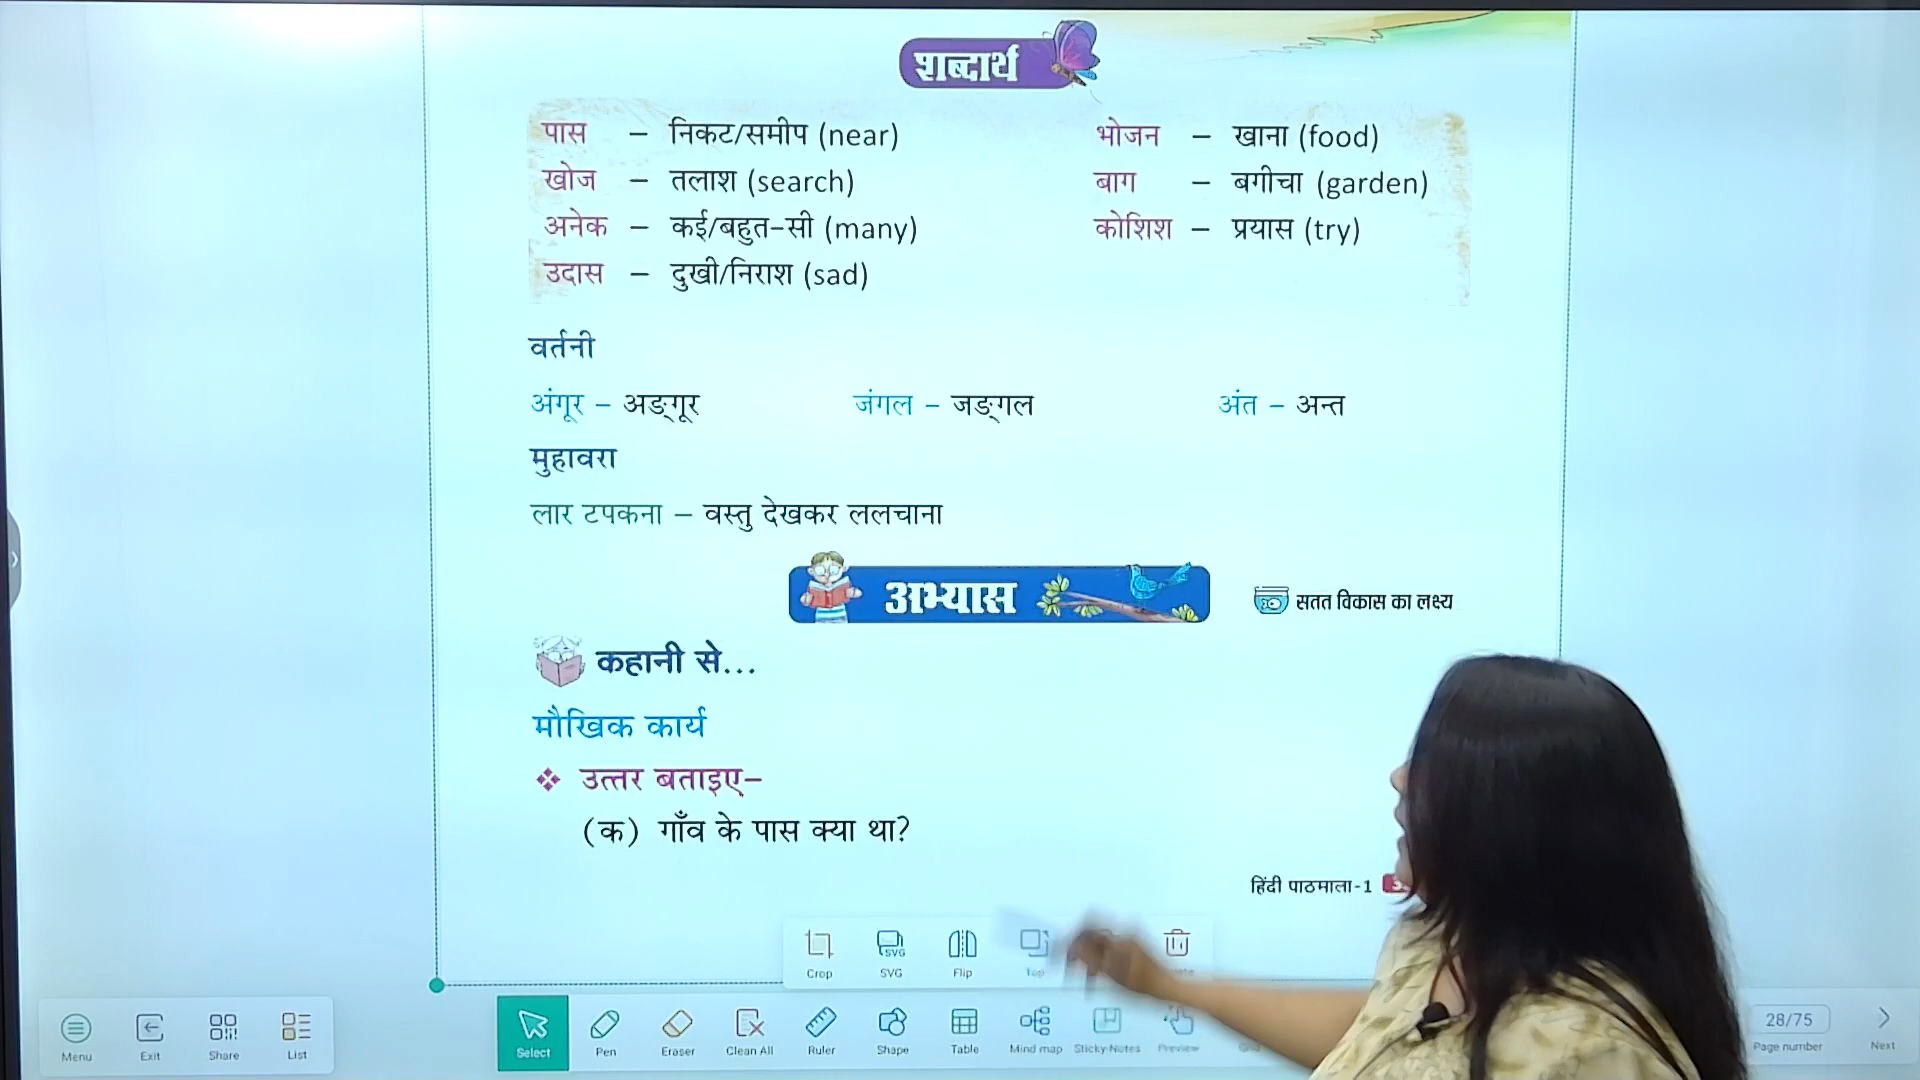 शब्दार्थ
पास – निकट/समीप (near)
भोजन – खाना (food)
खोज – तलाश (search)
बाग – बगीचा (garden)
अनेक – कई/बहुत-सी (many)
कोशिश – प्रयास (try)
उदास – दुखी/निराश (sad)
वर्तनी
अंगूर – अङ्गूर जंगल – जङ्गल अंत – अन्त
मुहावरा
लार टपकना – वस्तु देखकर ललचाना
अभ्यास
सतत विकास का लक्ष्य
कहानी से...
मौखिक कार्य
❖ उत्तर बताइए–
(क) गाँव के पास क्या था?
हिंदी पाठमाला-1
Crop SVG Flip Top
Menu Exit Share List
Select Pen Eraser Clean All Ruler Shape Table Mind map Sticky Notes Preview
28/75
Page number Next